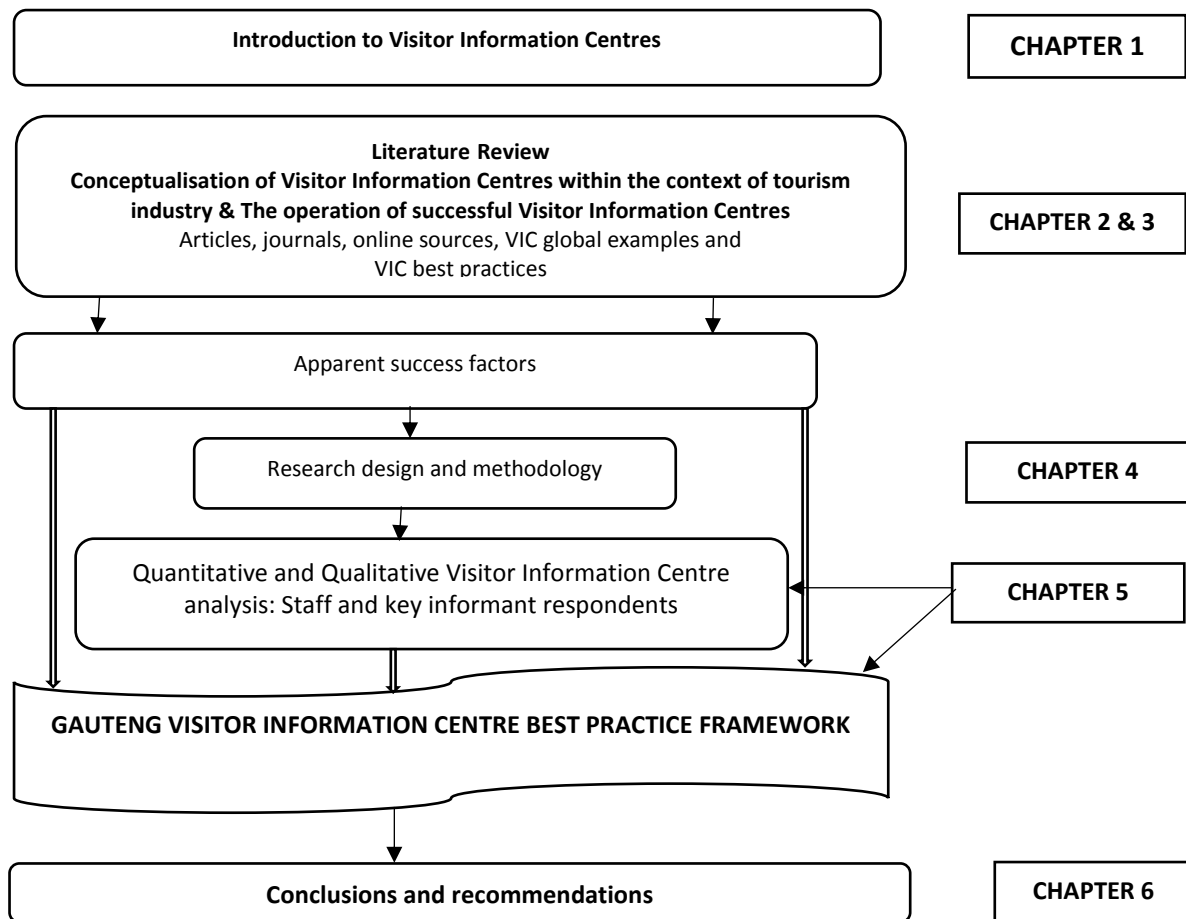 Introduction to Visitor Information Centres
CHAPTER 1
Literature Review
Conceptualisation of Visitor Information Centres within the context of tourism
industry & The operation of successful Visitor Information Centres
Articles, journals, online sources, VIC global examples and
VIC best practices
CHAPTER 2 & 3
Apparent success factors
Research design and methodology
CHAPTER 4
Quantitative and Qualitative Visitor Information Centre
analysis: Staff and key informant respondents
CHAPTER 5
GAUTENG VISITOR INFORMATION CENTRE BEST PRACTICE FRAMEWORK
Conclusions and recommendations
CHAPTER 6